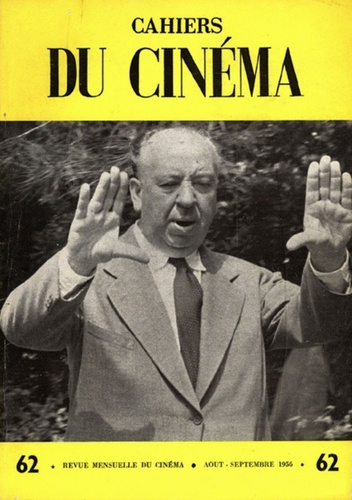 CAHIERS
DU CINÉMA
62 • REVUE MENSUELLE DU CINÉMA • AOUT - SEPTEMBRE 1956 • 62